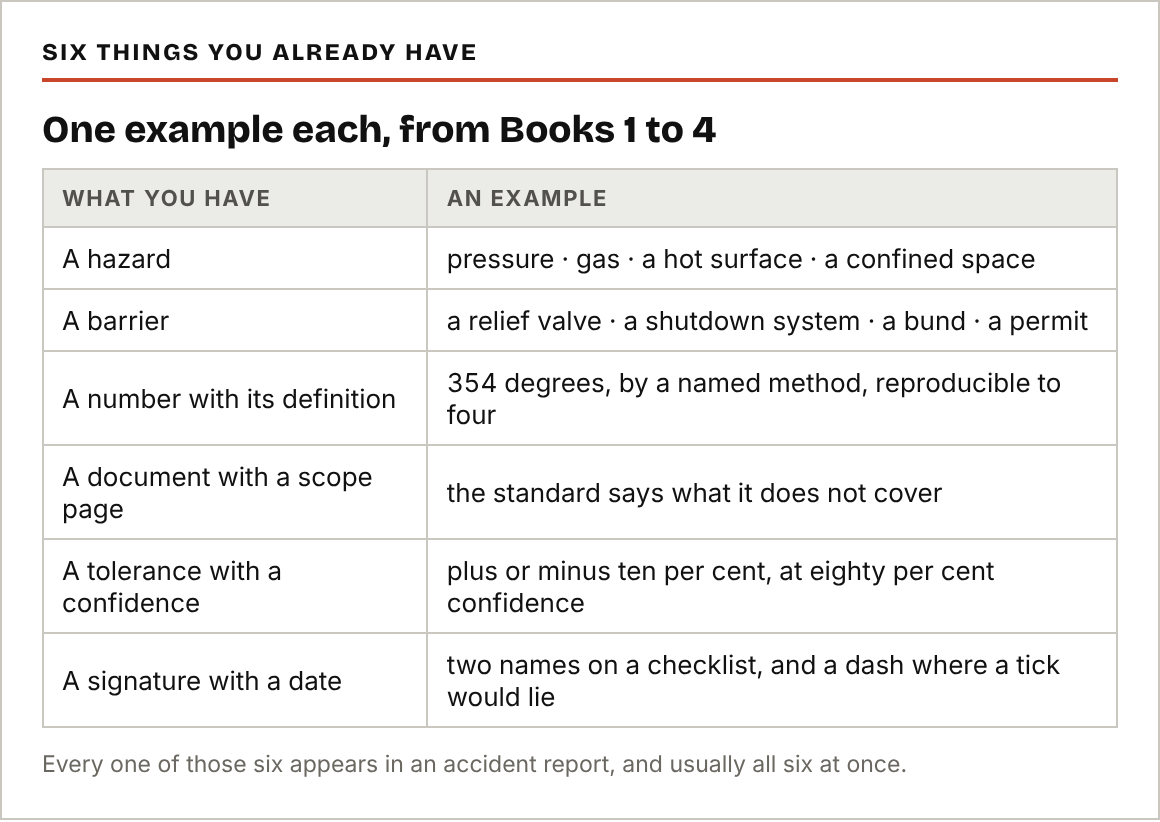 SIX THINGS YOU ALREADY HAVE
One example each, from Books 1 to 4
WHAT YOU HAVE
AN EXAMPLE
A hazard
pressure · gas · a hot surface · a confined space
A barrier
a relief valve · a shutdown system · a bund · a permit
A number with its definition
354 degrees, by a named method, reproducible to
four
A document with a scope
page
the standard says what it does not cover
A tolerance with a
confidence
plus or minus ten per cent, at eighty per cent
confidence
A signature with a date
two names on a checklist, and a dash where a tick
would lie
Every one of those six appears in an accident report, and usually all six at once.